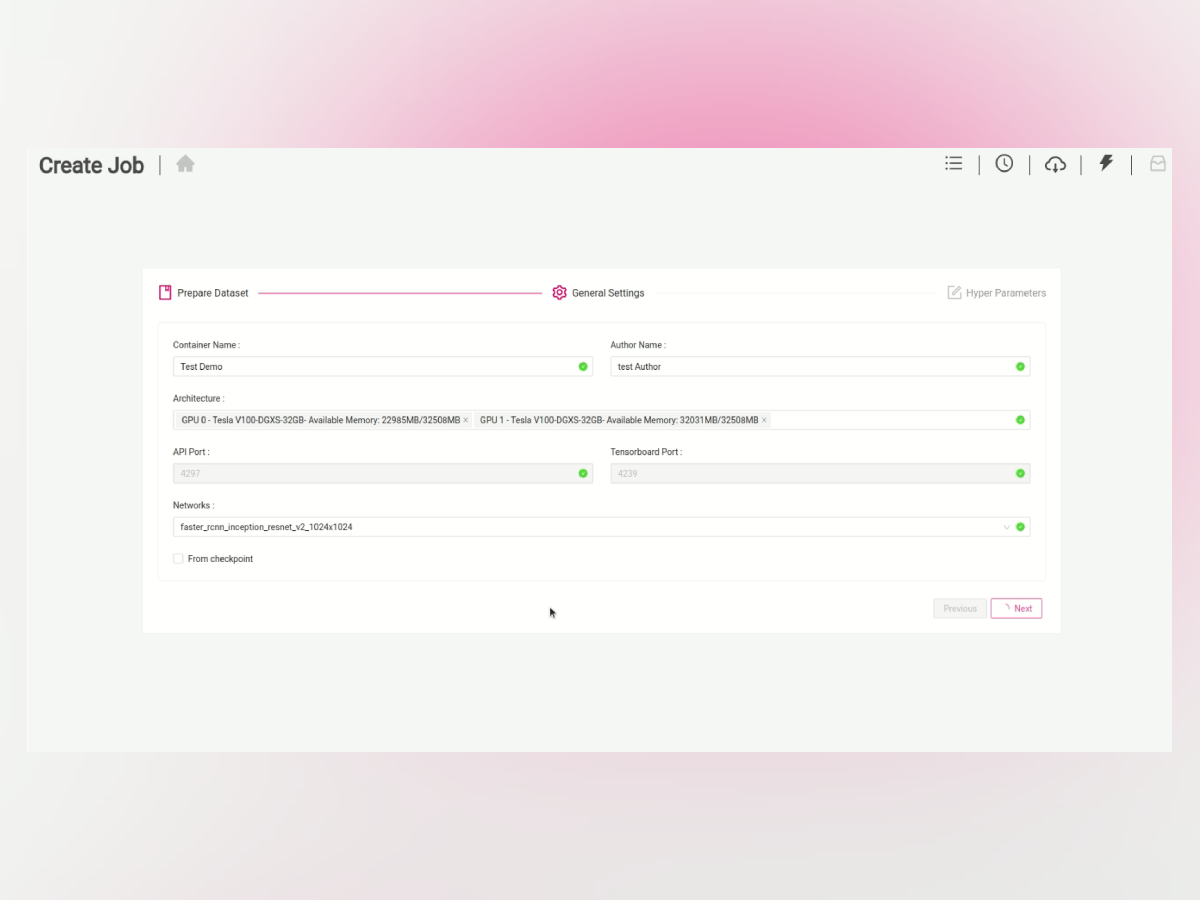 Create Job
Prepare Dataset
General Settings
Hyper Parameters
Container Name :
Author Name :
Test Demo
test Author
Architecture :
GPU 0 - Tesla V100-DGXS-32GB- Available Memory: 22985MB/32508MB ×
GPU 1 - Tesla V100-DGXS-32GB- Available Memory: 32031MB/32508MB ×
API Port :
Tensorboard Port :
4297
4239
Networks :
faster_rcnn_inception_resnet_v2_1024x1024
From checkpoint
Previous
Next